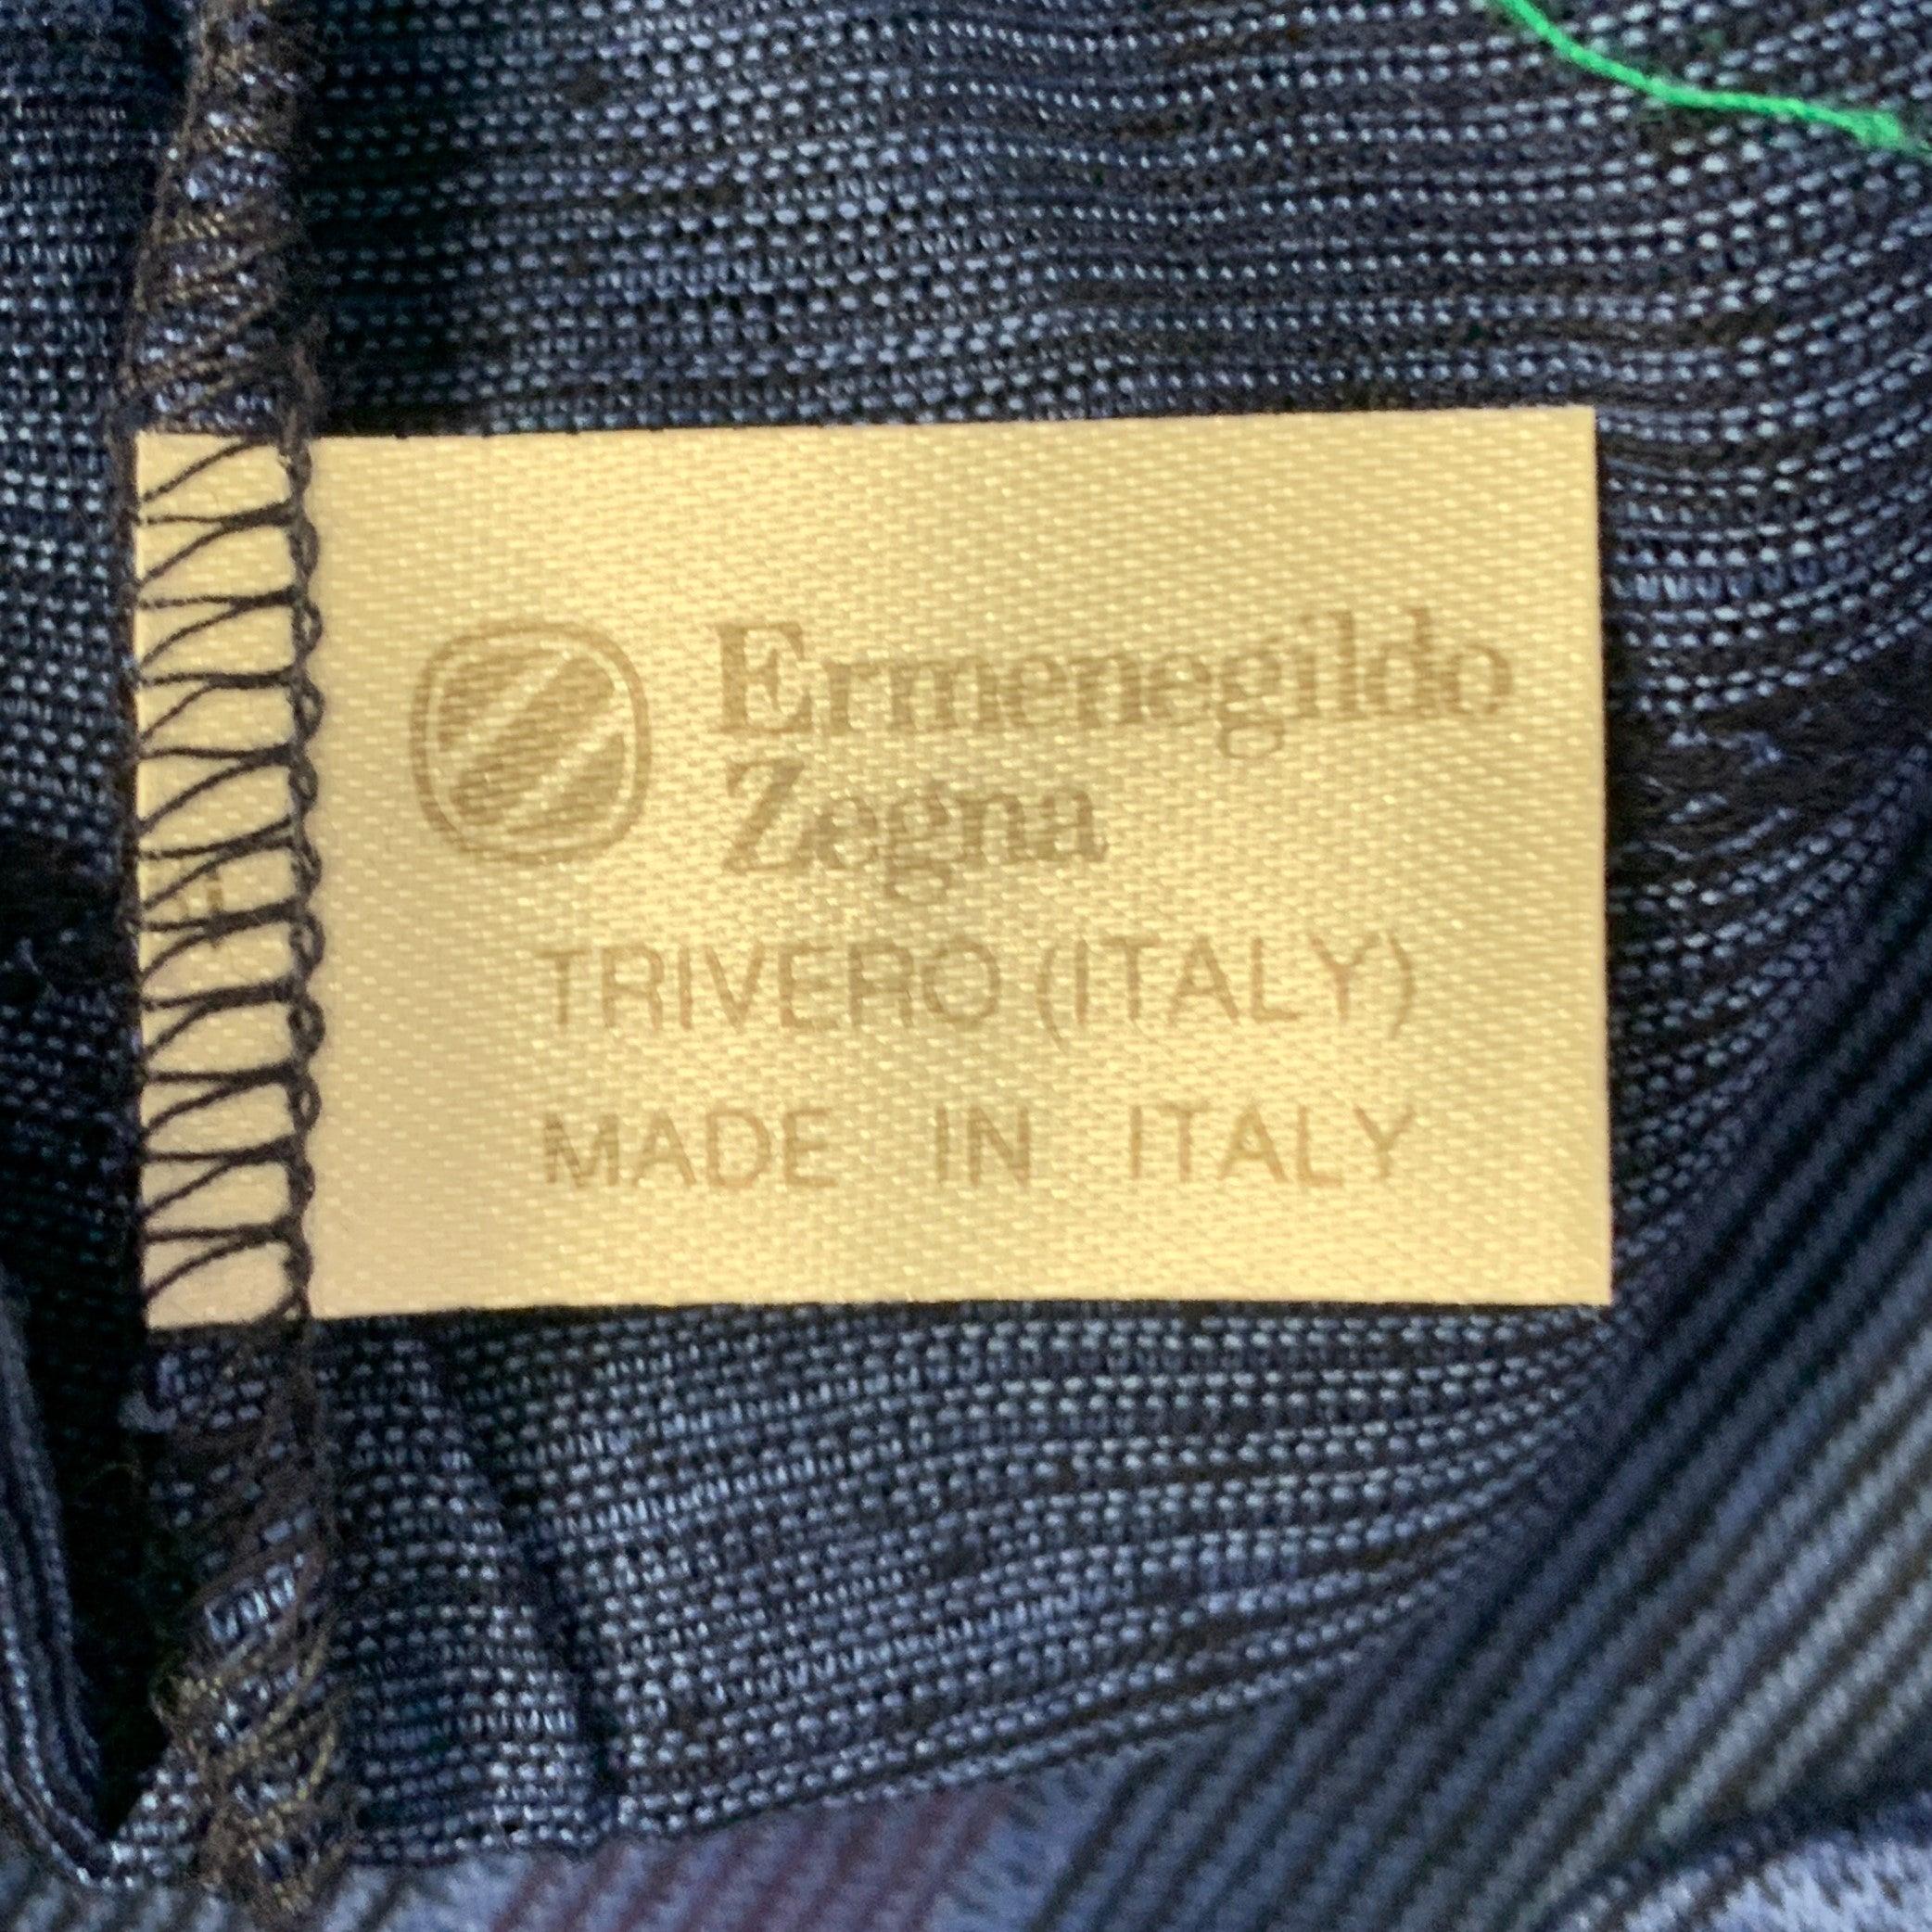 Ermenegildo
Zegna
TRIVERO (ITALY)
MADE IN ITALY